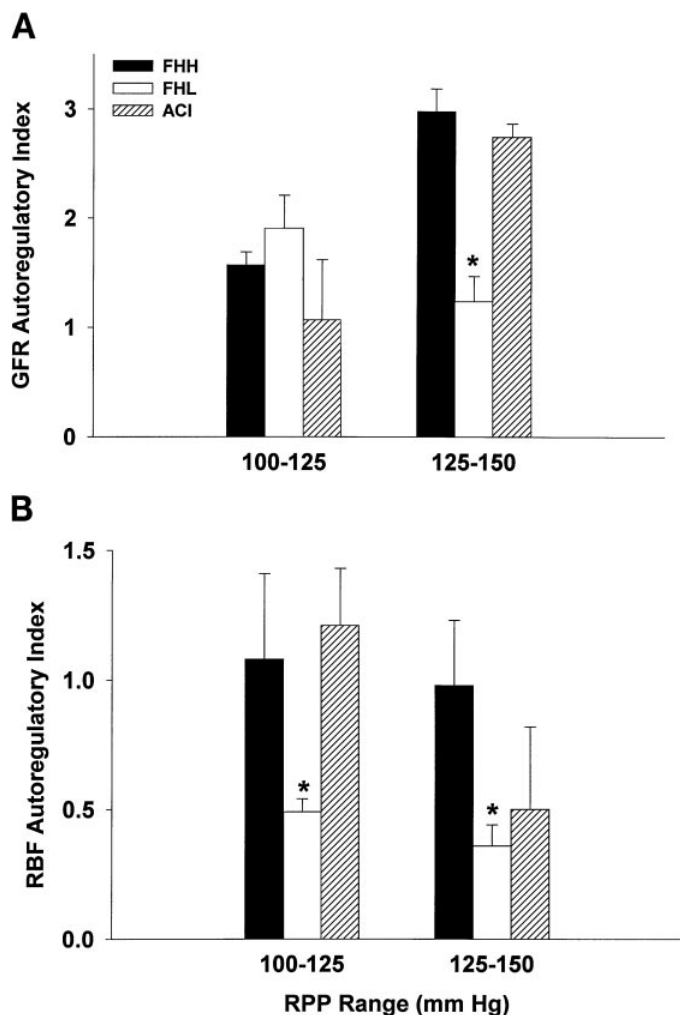 A
FHH
FHL
ACI
GFR Autoregulatory Index
3
2
1
0
*
100-125 125-150
B
RBF Autoregulatory Index
1.5
1.0
0.5
0.0
* *
100-125 125-150
RPP Range (mm Hg)